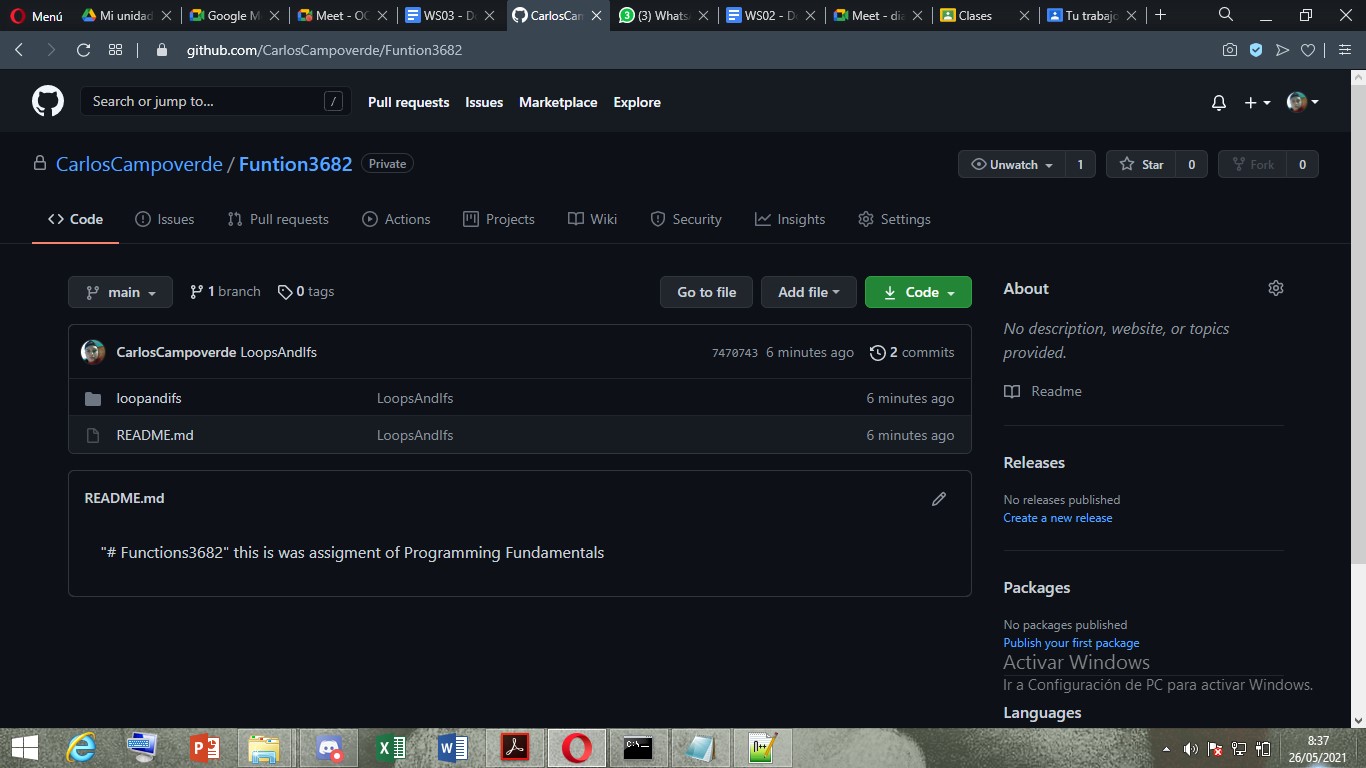 Menú
Mi unidad
Google M
Meet - OC
WS03 - D
CarlosCam
(3) Whats
WS02 - D
Meet - dia
Clases
Tu trabajo
github.com/CarlosCampoverde/Funtion3682
Search or jump to...
/
Pull requests
Issues
Marketplace
Explore
CarlosCampoverde / Funtion3682
Private
Unwatch
1
Star
0
Fork
0
Code
Issues
Pull requests
Actions
Projects
Wiki
Security
Insights
Settings
main
1 branch
0 tags
Go to file
Add file
Code
CarlosCampoverde LoopsAndIfs
7470743 6 minutes ago
2 commits
loopandifs
LoopsAndIfs
6 minutes ago
README.md
LoopsAndIfs
6 minutes ago
README.md
"# Functions3682" this is was assigment of Programming Fundamentals
About
No description, website, or topics
provided.
Readme
Releases
No releases published
Create a new release
Packages
No packages published
Publish your first package
Activar Windows
Ir a Configuración de PC para activar Windows.
Languages
8:37
26/05/2021